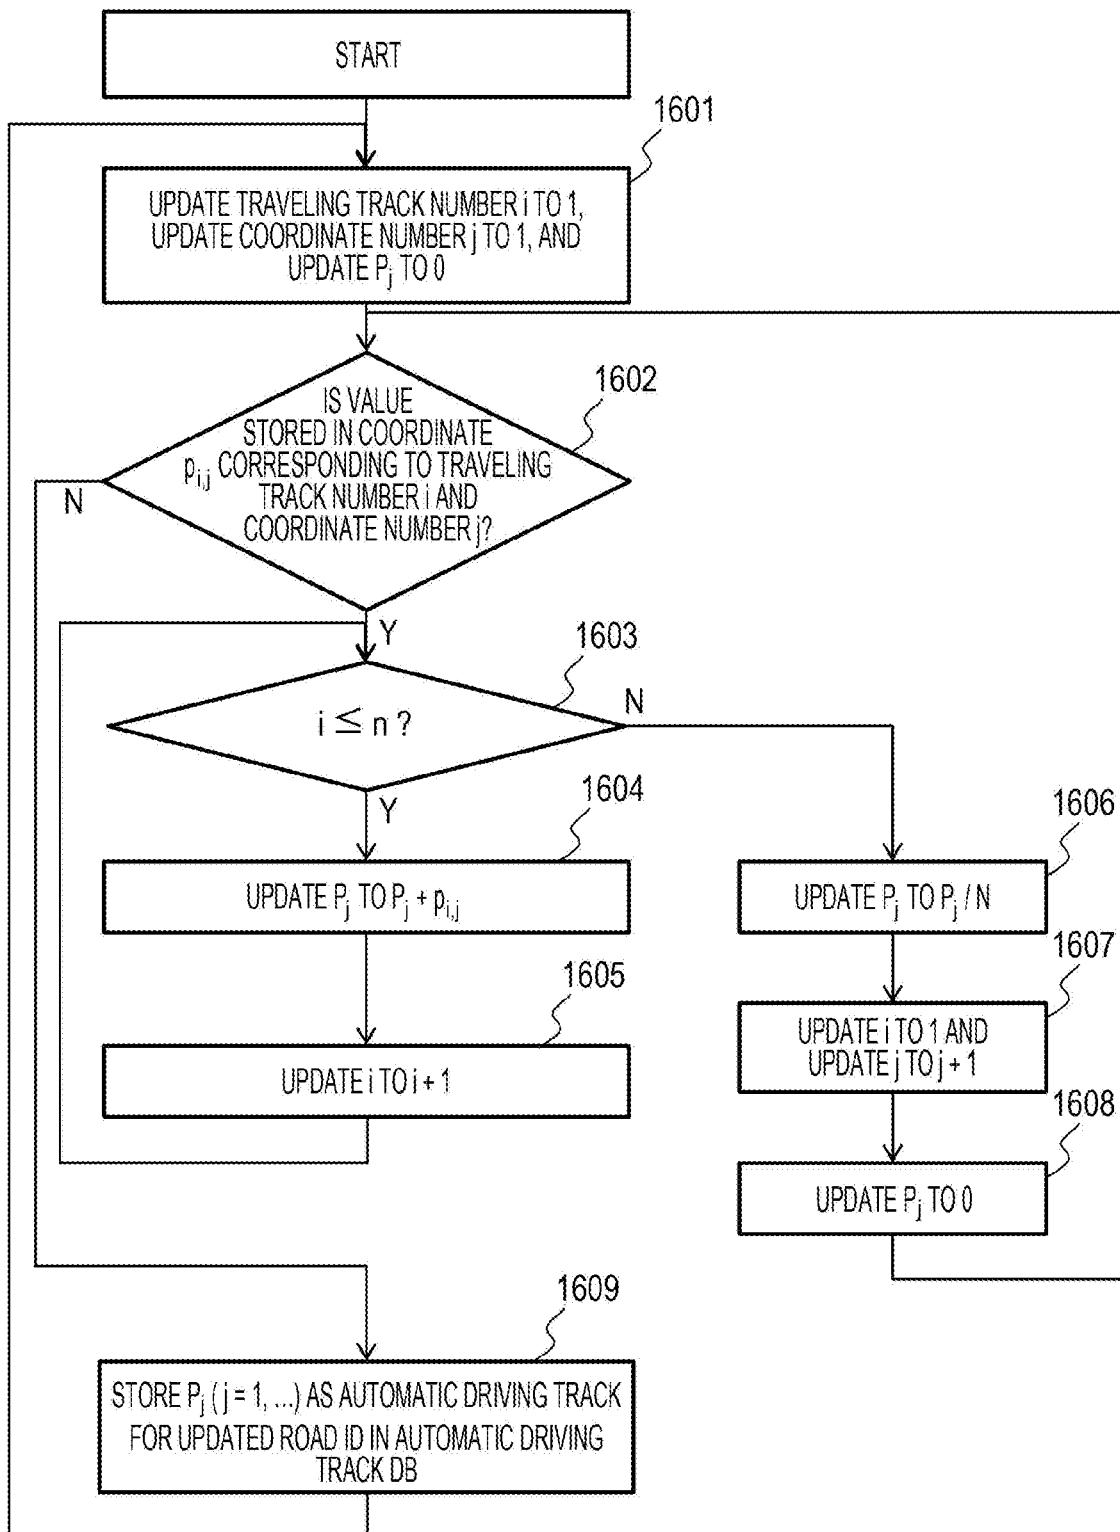 START
1601
UPDATE TRAVELING TRACK NUMBER i TO 1,
UPDATE COORDINATE NUMBER j TO 1, AND
UPDATE Pj TO 0
1602
IS VALUE
STORED IN COORDINATE
pi,j CORRESPONDING TO TRAVELING
TRACK NUMBER i AND
COORDINATE NUMBER j?
N
Y
1603
i ≦ n ?
N
Y
1604
UPDATE Pj TO Pj + pi,j
1605
UPDATE i TO i + 1
1606
UPDATE Pj TO Pj / N
1607
UPDATE i TO 1 AND
UPDATE j TO j + 1
1608
UPDATE Pj TO 0
1609
STORE Pj ( j = 1, ...) AS AUTOMATIC DRIVING TRACK
FOR UPDATED ROAD ID IN AUTOMATIC DRIVING
TRACK DB